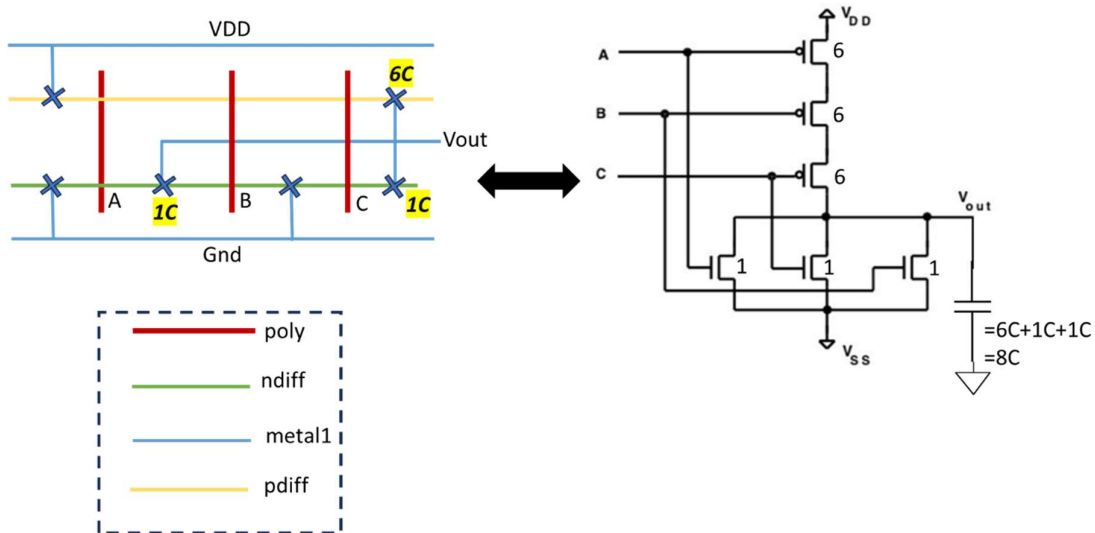 VDD
6C
Vout
A
1C
B
C
1C
Gnd
poly
ndiff
metal1
pdiff
VDD
A
6
B
6
C
6
Vout
1
1
1
=6C+1C+1C
=8C
VSS